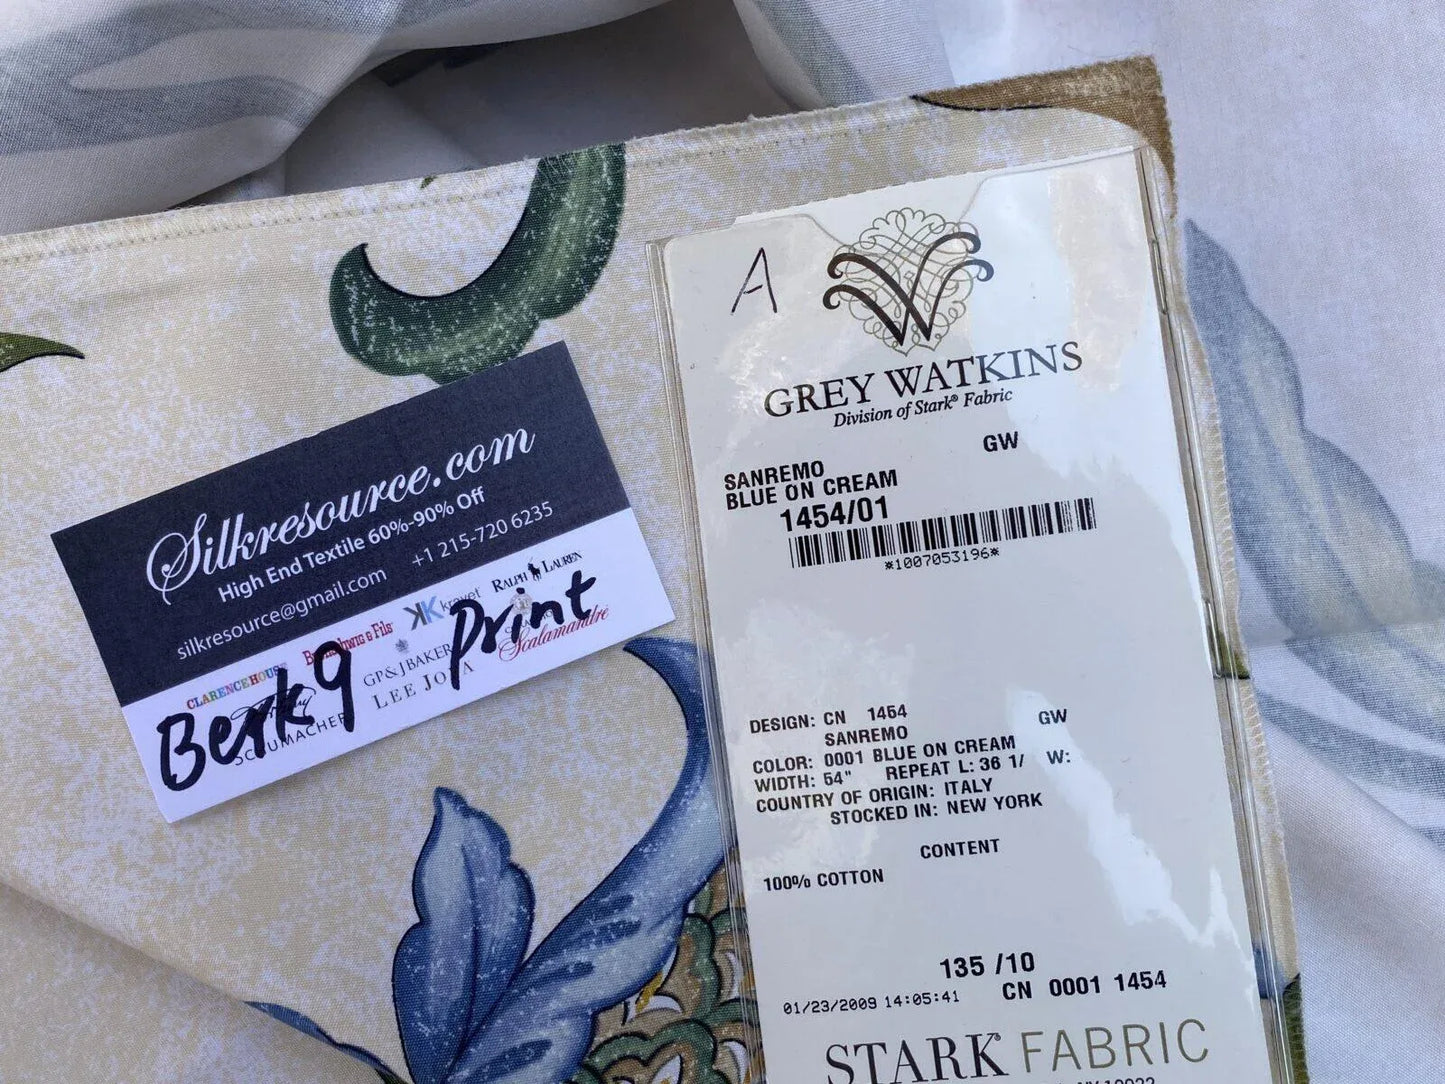 Silkresource.com
High End Textile 60%-90% Off
silkresource@gmail.com +1 215-720 6235
kravet RALPH LAUREN
CLARENCE HOUSE
GP & J BAKER Scalamandré
SCHUMACHER LEE JOFA
Berk9 Print
A
W
GREY WATKINS
Division of Stark® Fabric
GW
SANREMO
BLUE ON CREAM
1454/01
*1007053196*
DESIGN: CN 1454 GW
SANREMO
COLOR: 0001 BLUE ON CREAM
WIDTH: 54" REPEAT L: 36 1/ W:
COUNTRY OF ORIGIN: ITALY
STOCKED IN: NEW YORK
CONTENT
100% COTTON
135 /10
01/23/2009 14:05:41 CN 0001 1454
STARK® FABRIC